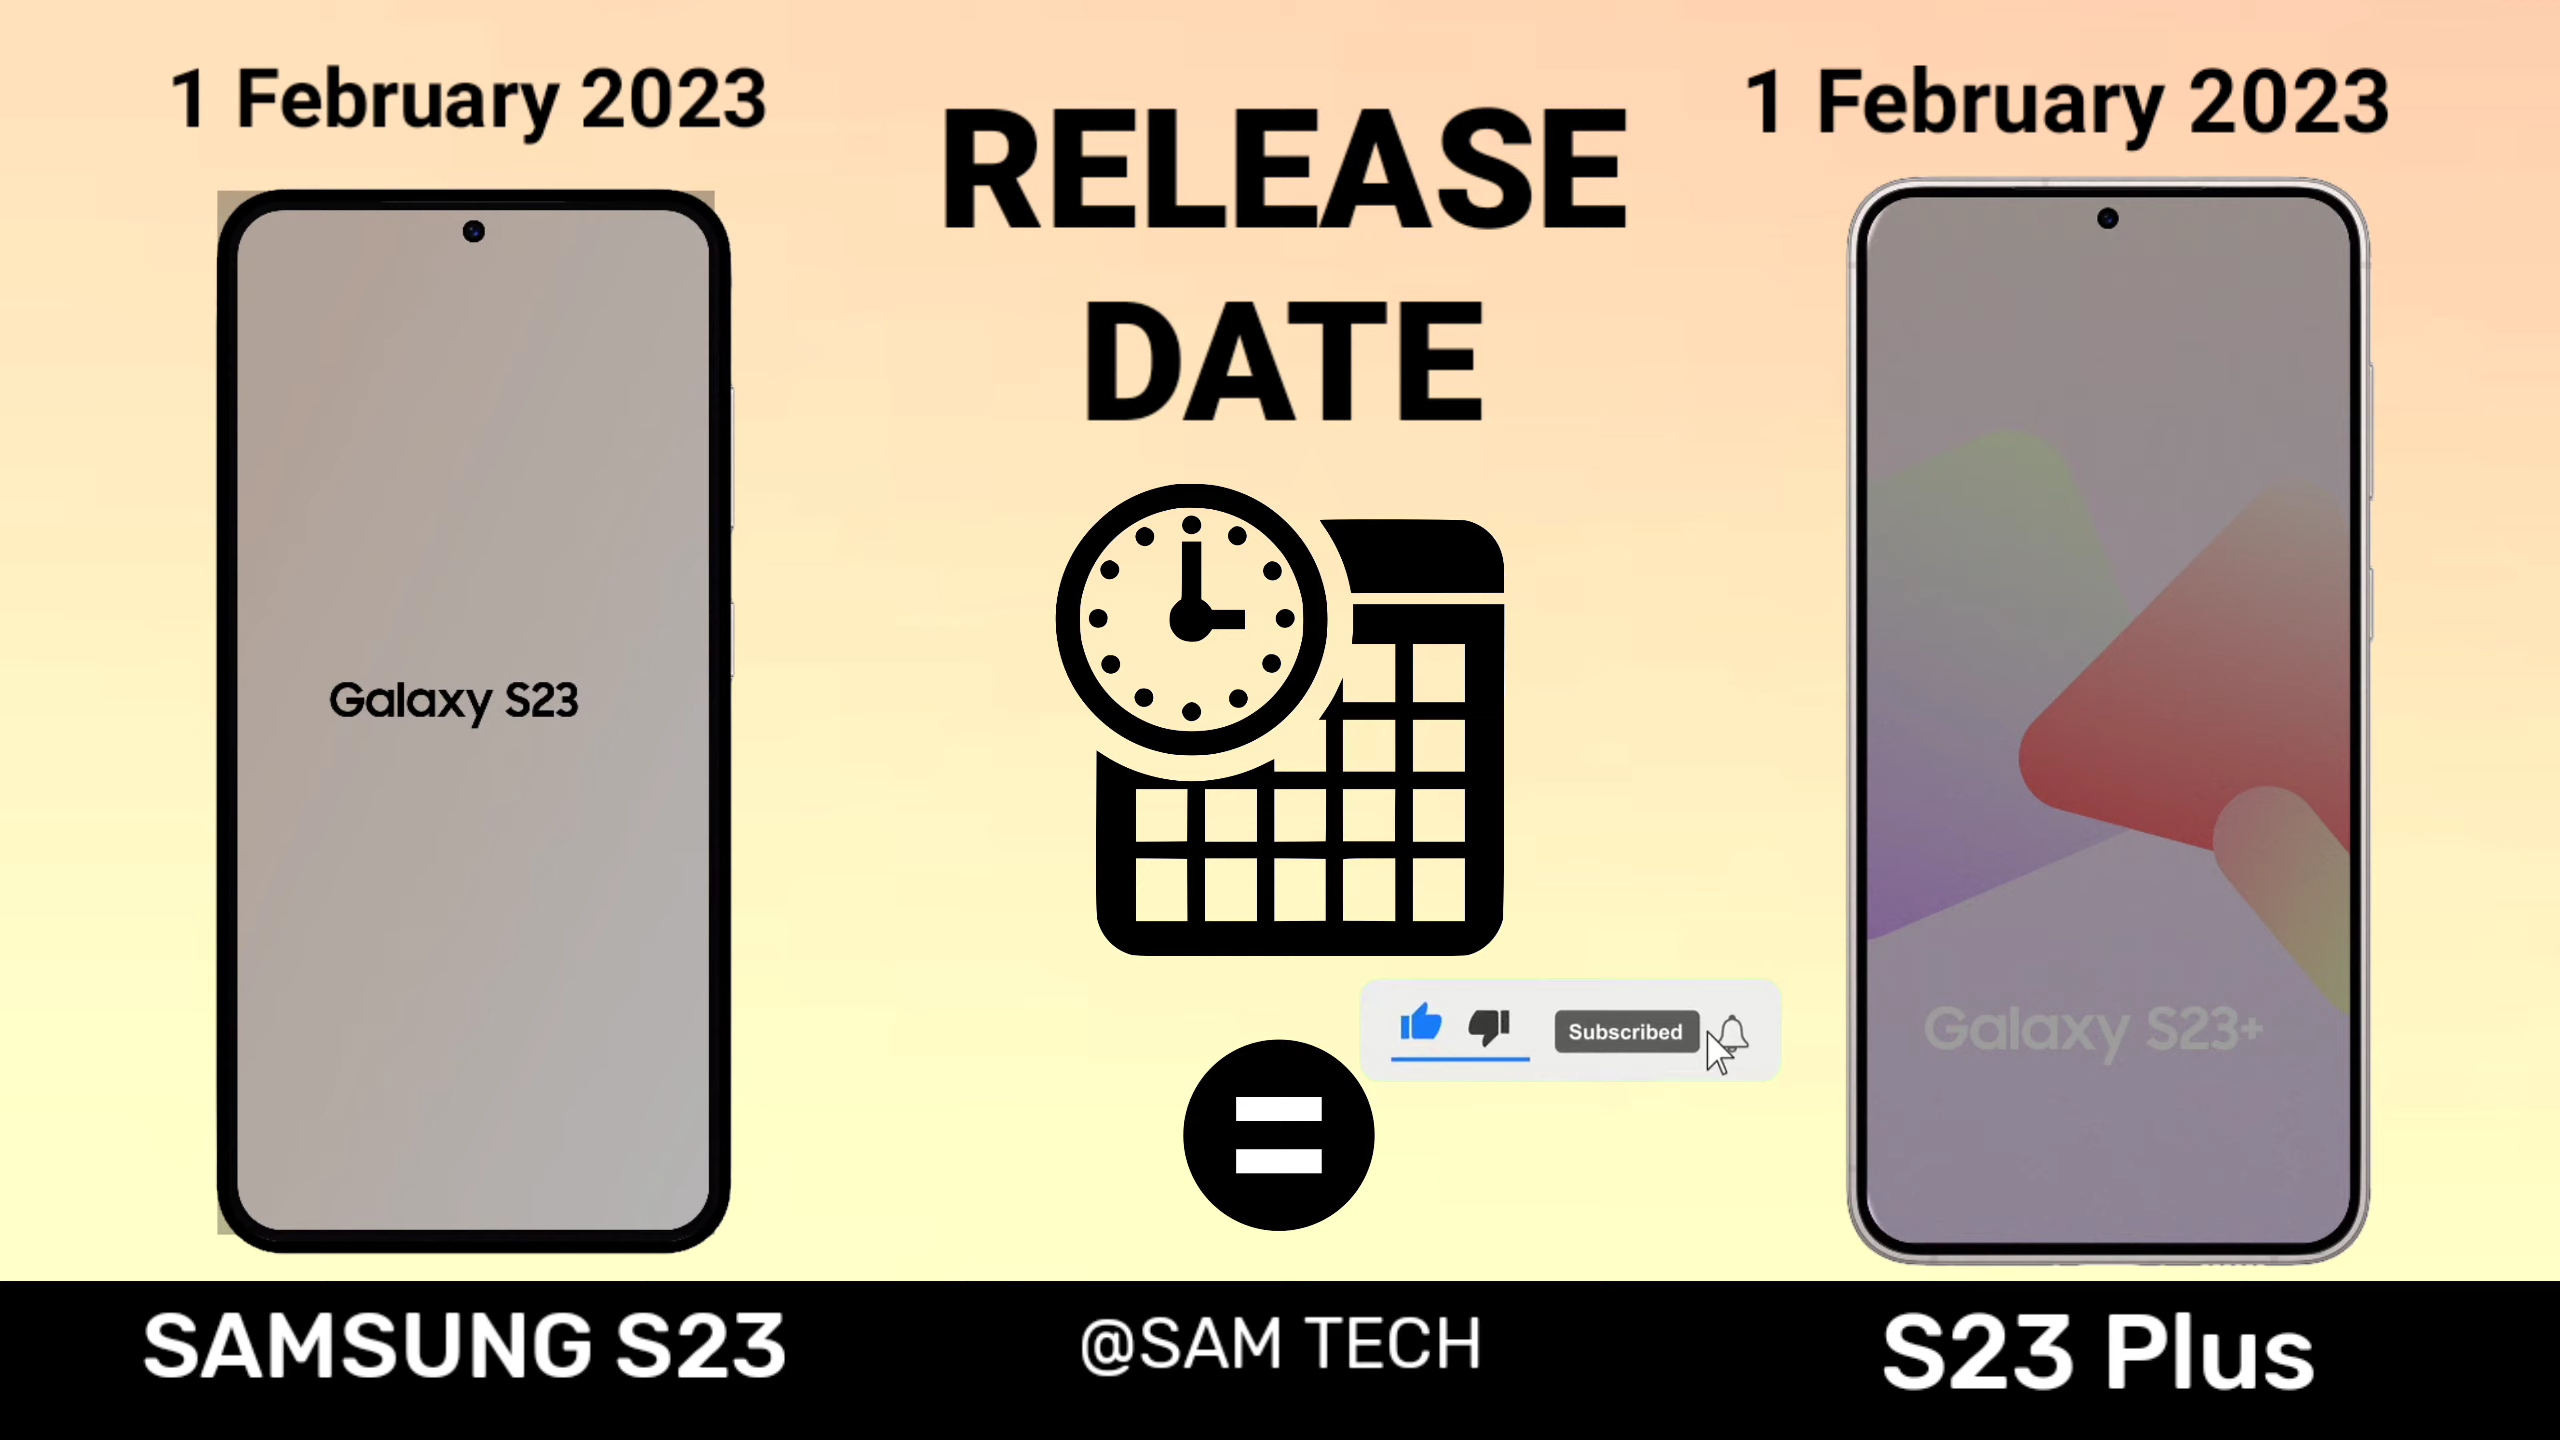 1 February 2023
RELEASE
DATE
1 February 2023
Galaxy S23
Galaxy S23+
Subscribed
SAMSUNG S23
@SAM TECH
S23 Plus